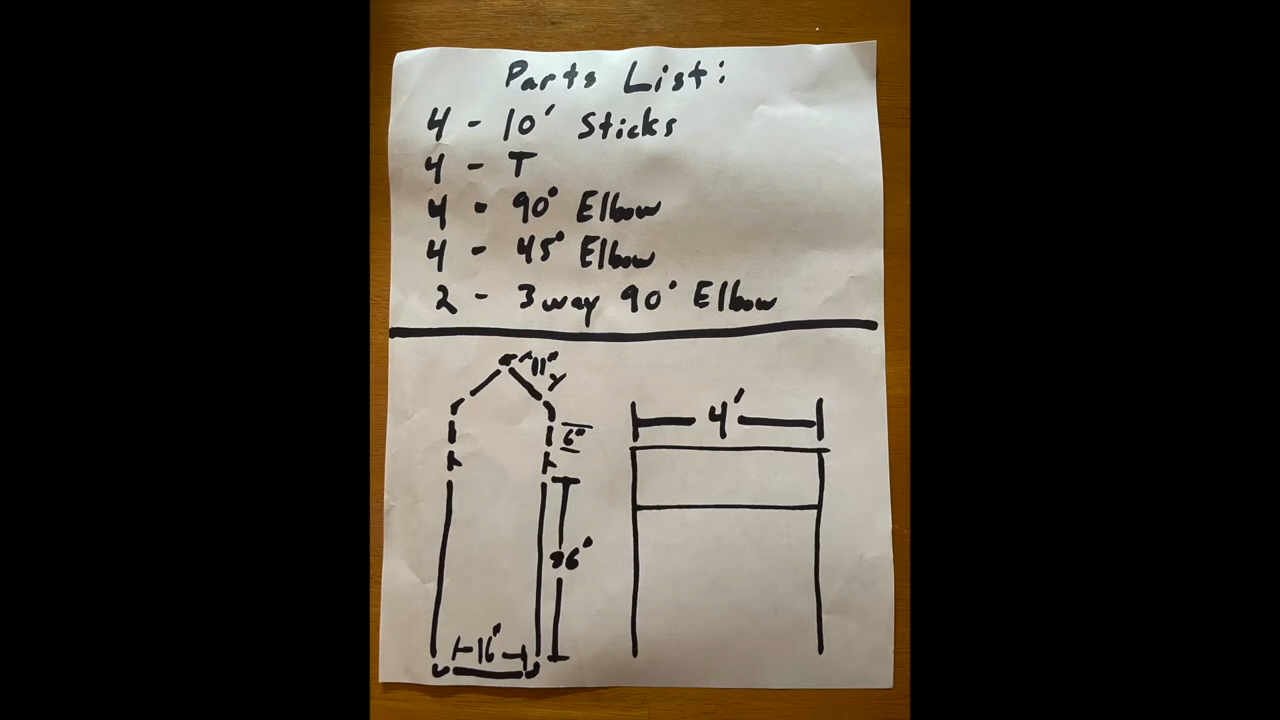 Parts List:
4 - 10' Sticks
4 - T
4 - 90° Elbow
4 - 45° Elbow
2 - 3 way 90° Elbow
11"
4'
6"
36"
16"